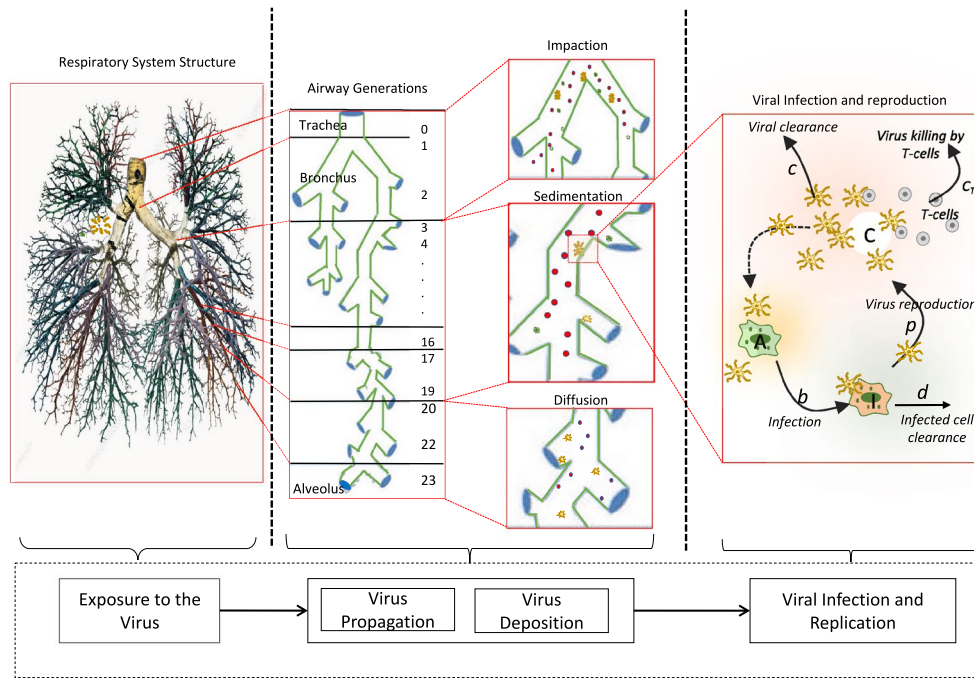 Respiratory System Structure
Airway Generations
Trachea
0
1
Bronchus
2
3
4
.
.
.
16
17
19
20
22
23
Alveolus
Impaction
Sedimentation
Diffusion
Viral Infection and reproduction
Viral clearance
Virus killing by
T-cells
c
c
T-cells
C
Virus reproduction
p
A
b
I
d
Infection
Infected cell
clearance
Exposure to the
Virus
Virus
Propagation
Virus
Deposition
Viral Infection and
Replication